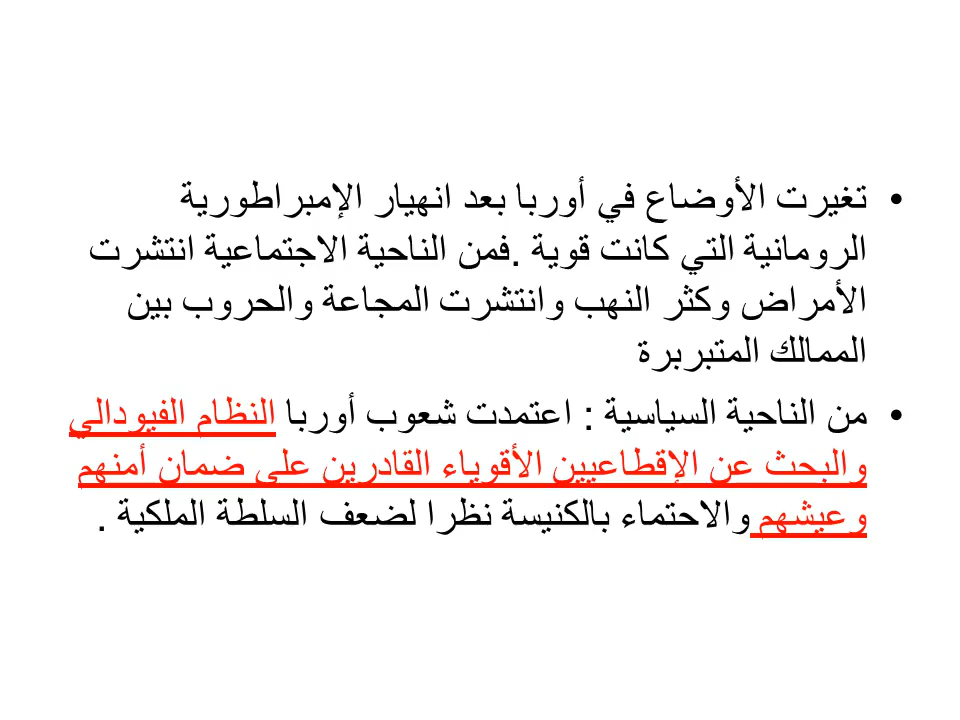 • تغيرت الأوضاع في أوربا بعد انهيار الإمبراطورية
الرومانية التي كانت قوية .فمن الناحية الاجتماعية انتشرت
الأمراض وكثر النهب وانتشرت المجاعة والحروب بين
الممالك المتبربرة
• من الناحية السياسية : اعتمدت شعوب أوربا النظام الفيودالي
والبحث عن الإقطاعيين الأقوياء القادرين على ضمان أمنهم
وعيشهم والاحتماء بالكنيسة نظرا لضعف السلطة الملكية .